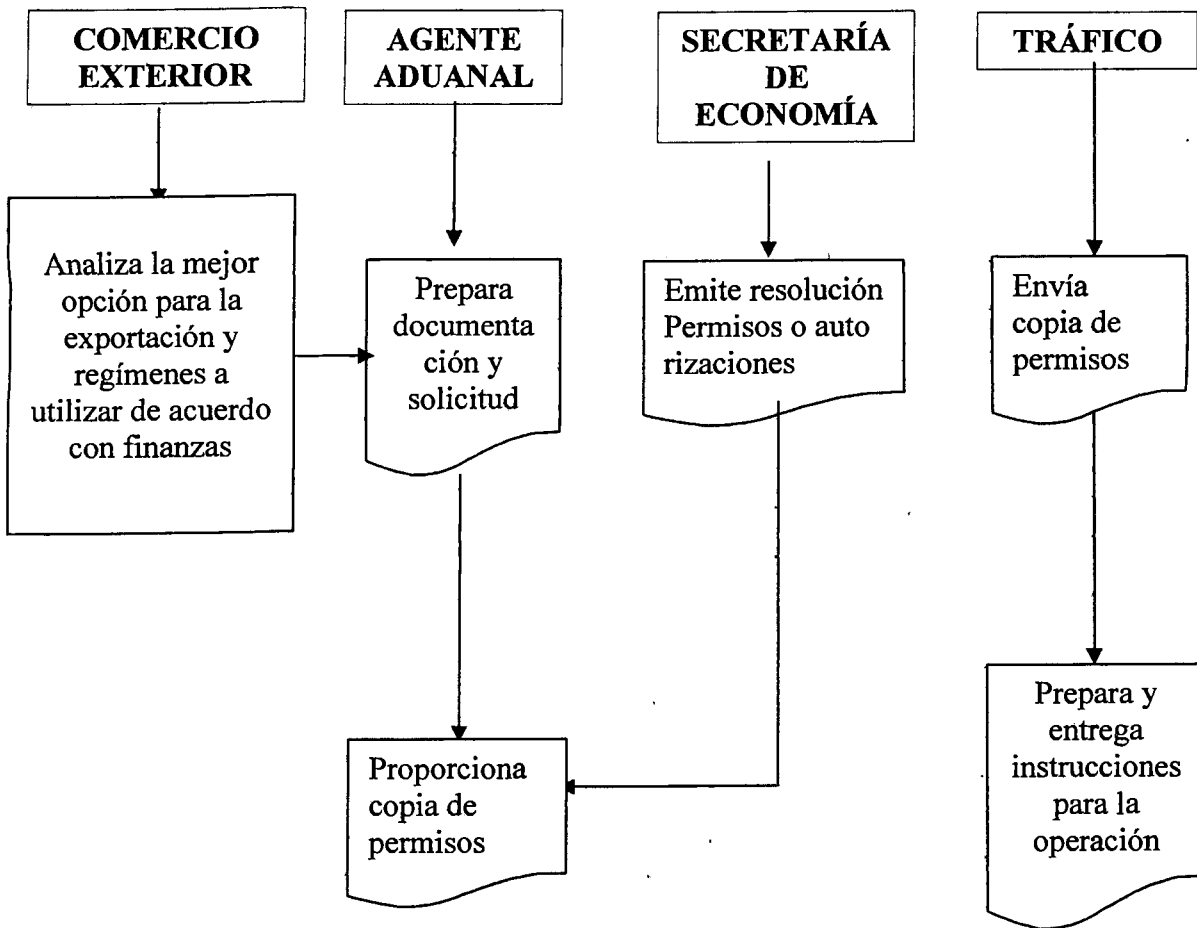 COMERCIO
EXTERIOR
AGENTE
ADUANAL
SECRETARÍA
DE
ECONOMÍA
TRÁFICO
Analiza la mejor
opción para la
exportación y
regímenes a
utilizar de acuerdo
con finanzas
Prepara
documenta
ción y
solicitud
Emite resolución
Permisos o auto
rizaciones
Envía
copia de
permisos
Proporciona
copia de
permisos
Prepara y
entrega
instrucciones
para la
operación